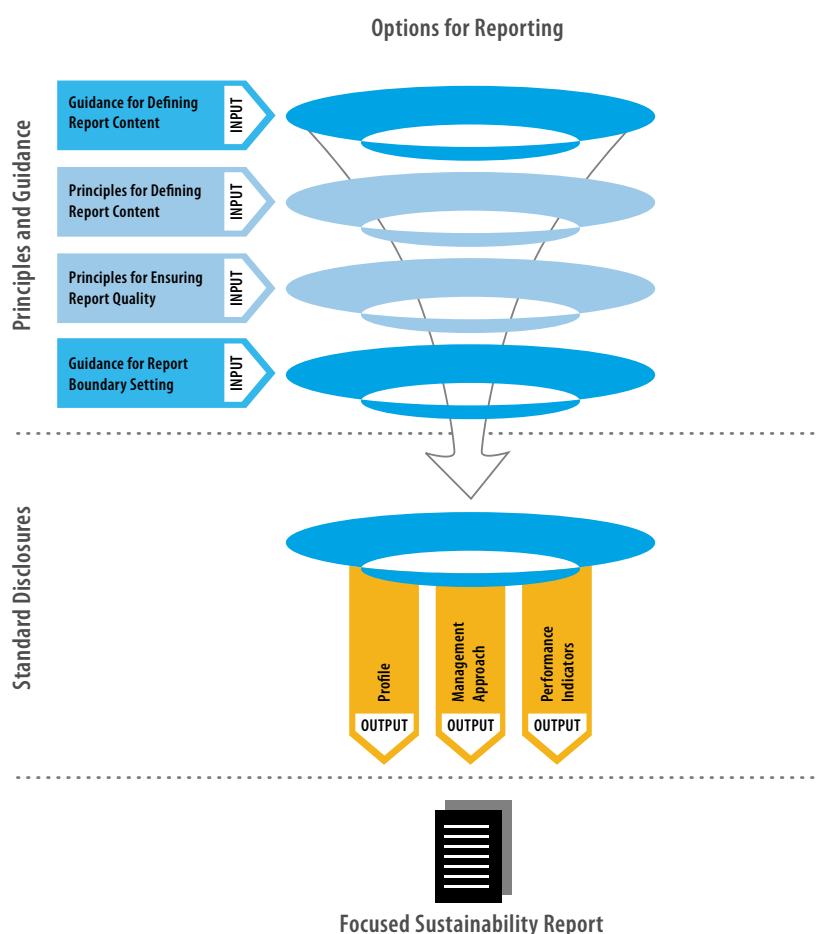 Options for Reporting
Principles and Guidance
Guidance for Defining
Report Content
INPUT
Principles for Defining
Report Content
INPUT
Principles for Ensuring
Report Quality
INPUT
Guidance for Report
Boundary Setting
INPUT
Standard Disclosures
Profile
OUTPUT
Management
Approach
OUTPUT
Performance
Indicators
OUTPUT
Focused Sustainability Report